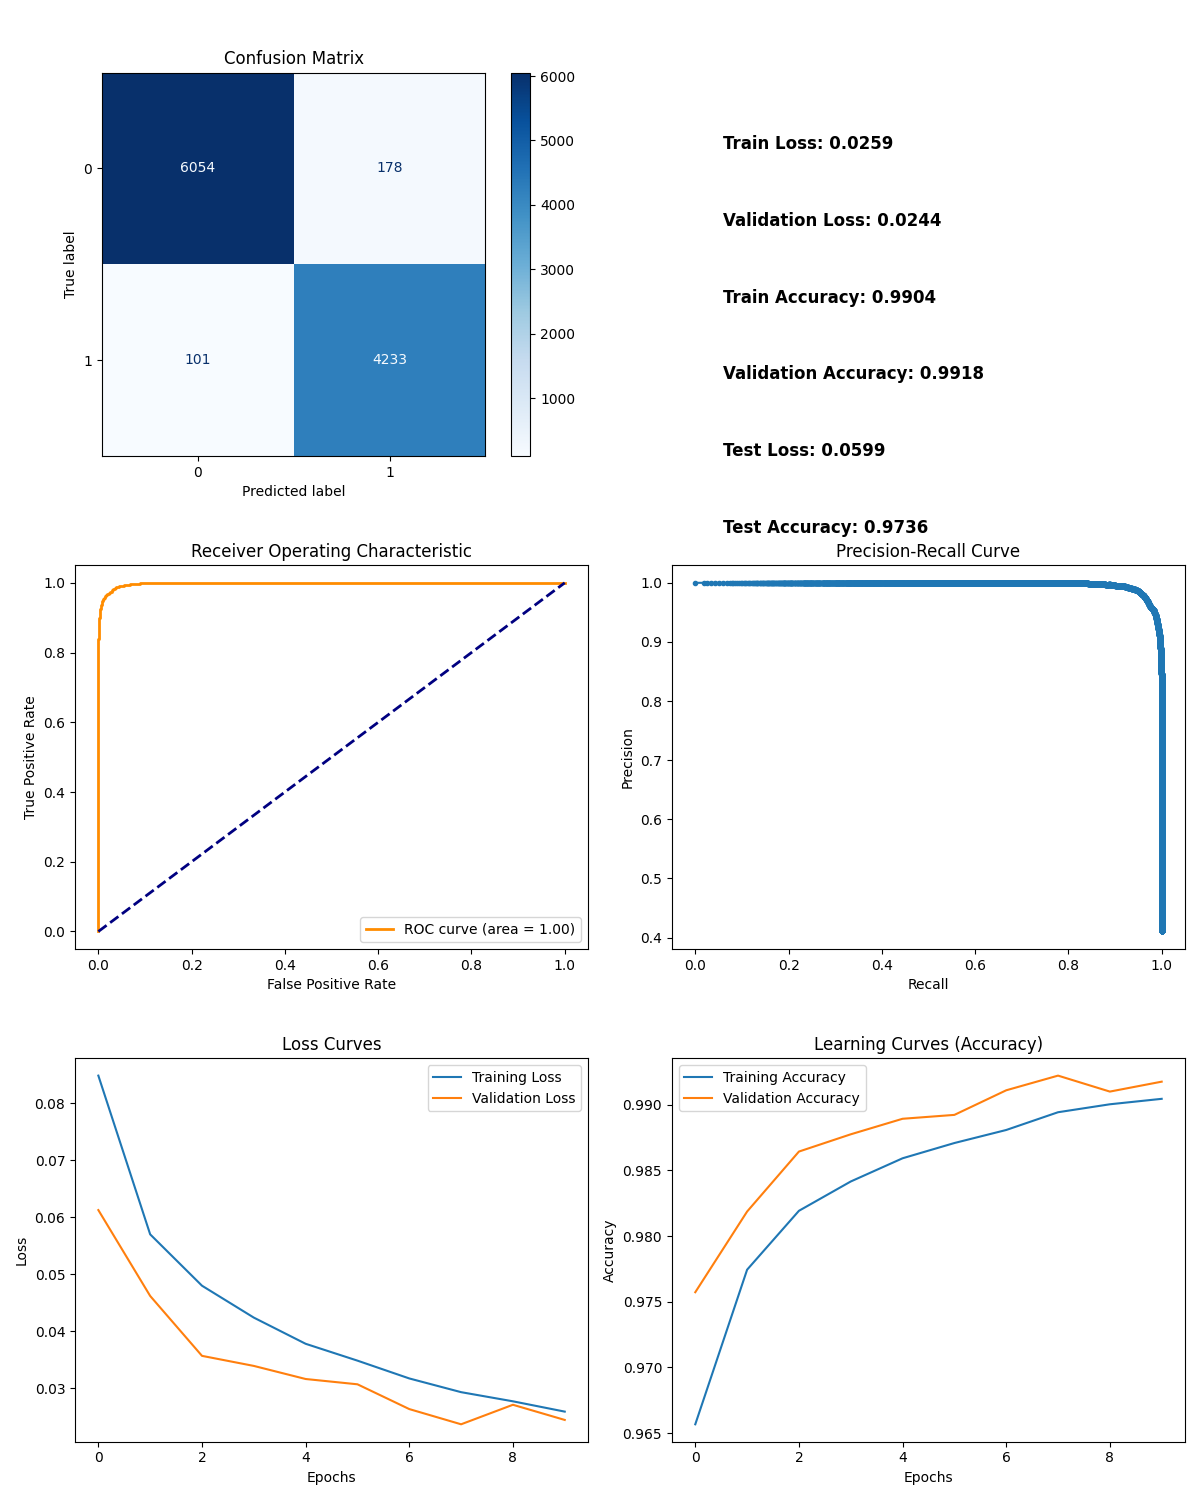 Confusion Matrix
6000
5000
4000
3000
2000
1000
0
1
True label
6054
178
101
4233
0
1
Predicted label
Train Loss: 0.0259
Validation Loss: 0.0244
Train Accuracy: 0.9904
Validation Accuracy: 0.9918
Test Loss: 0.0599
Test Accuracy: 0.9736
Receiver Operating Characteristic
1.0
0.8
0.6
0.4
0.2
0.0
True Positive Rate
ROC curve (area = 1.00)
0.0
0.2
0.4
0.6
0.8
1.0
False Positive Rate
Precision-Recall Curve
1.0
0.9
0.8
0.7
0.6
0.5
0.4
Precision
0.0
0.2
0.4
0.6
0.8
1.0
Recall
Loss Curves
Training Loss
Validation Loss
0.08
0.07
0.06
0.05
0.04
0.03
Loss
0
2
4
6
8
Epochs
Learning Curves (Accuracy)
Training Accuracy
Validation Accuracy
0.990
0.985
0.980
0.975
0.970
0.965
Accuracy
0
2
4
6
8
Epochs